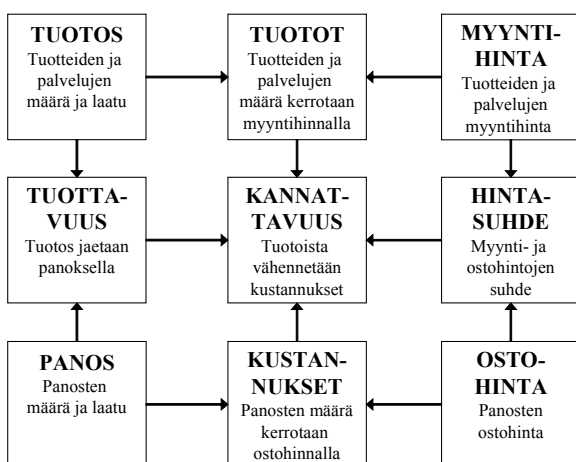 TUOTOS
Tuotteiden ja
palvelujen
määrä ja laatu
TUOTOT
Tuotteiden ja
palvelujen
määrä kerrotaan
myyntihinnalla
MYYNTI-
HINTA
Tuotteiden ja
palvelujen
myyntihinta
TUOTTA-
VUUS
Tuotos jaetaan
panoksella
KANNAT-
TAVUUS
Tuotoista
vähennetään
kustannukset
HINTA-
SUHDE
Myynti- ja
ostohintojen
suhde
PANOS
Panosten
määrä ja laatu
KUSTAN-
NUKSET
Panosten määrä
kerrotaan
ostohinnalla
OSTO-
HINTA
Panosten
ostohinta